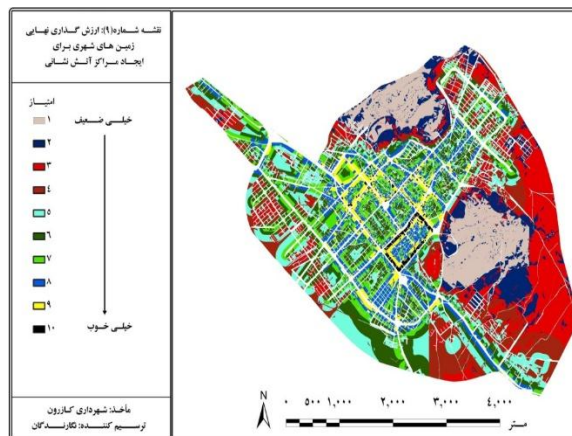 نقشه شماره(۹): ارزش گذاری نهایی
زمین های شهری برای
ایجاد مراکز آتش نشانی
امتیاز
۱ خیلی ضعیف
۲
۳
۴
۵
۶
۷
۸
۹
۱۰ خیلی خوب
مأخذ: شهرداری کازرون
ترسیم کننده: نگارندگان
N
۰ ۵۰۰ ۱,۰۰۰ ۲,۰۰۰ ۳,۰۰۰ ۴,۰۰۰
متر